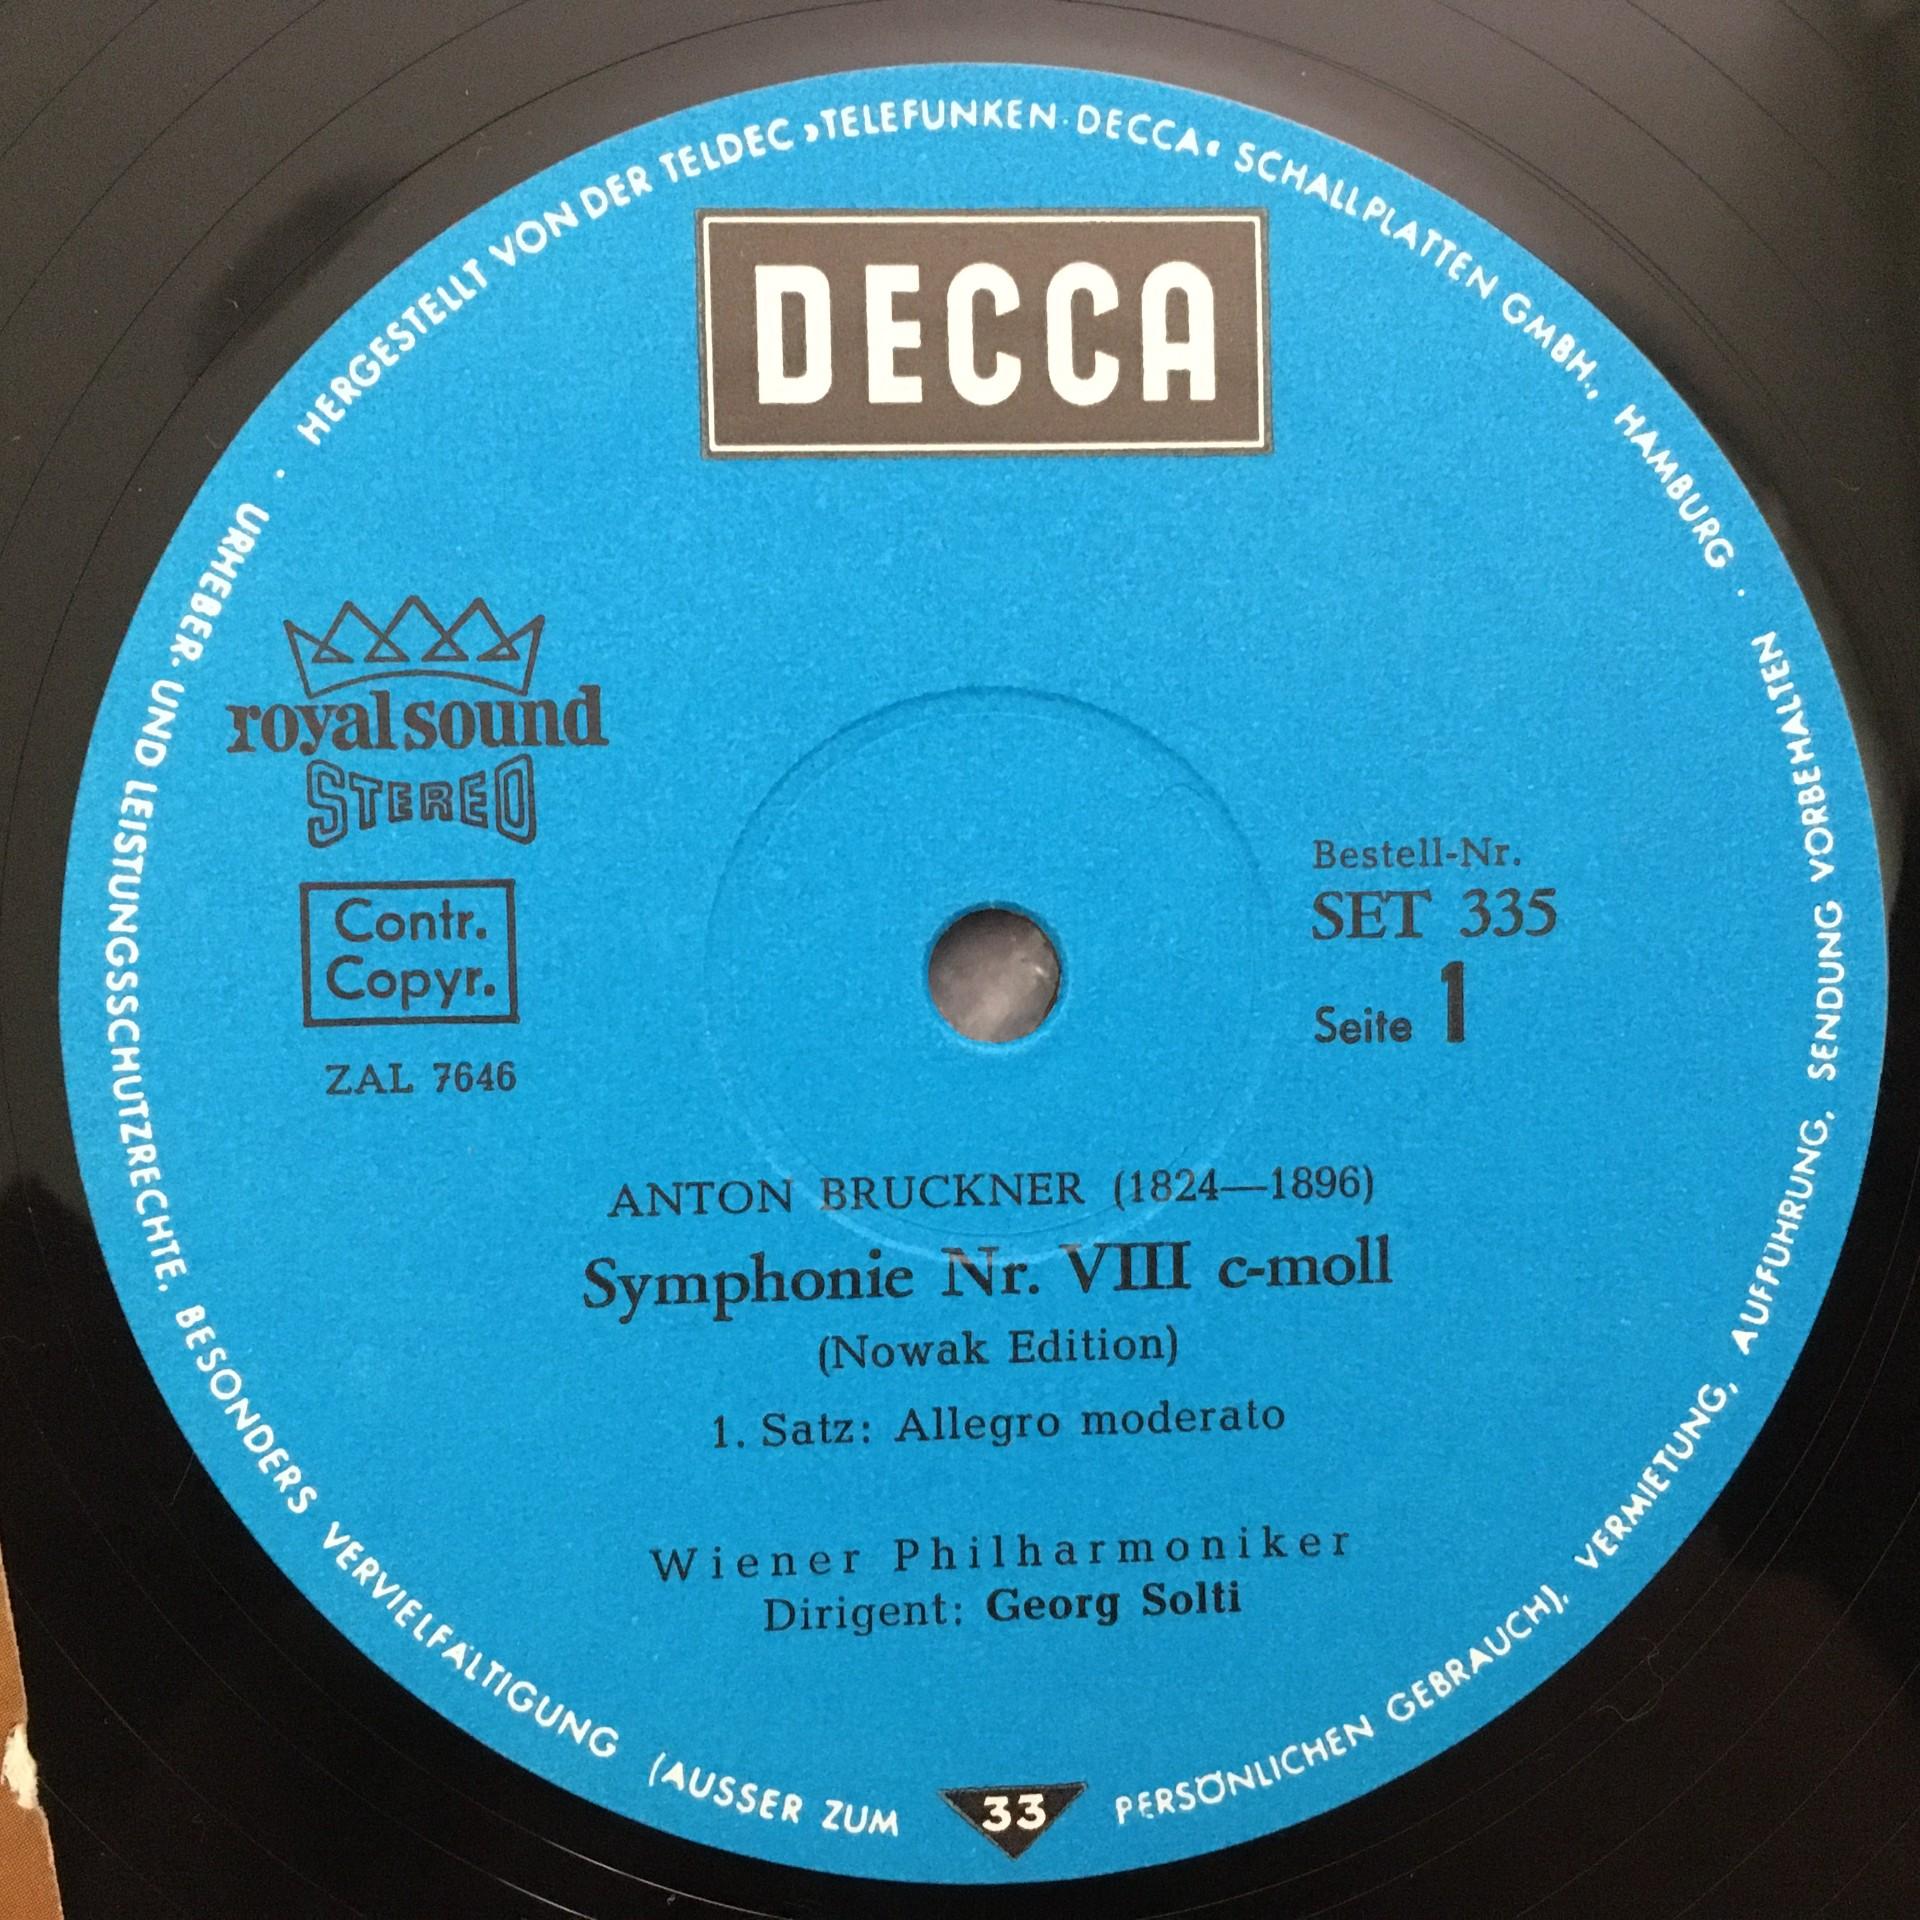 HERGESTELLT VON DER TELDEC ›TELEFUNKEN·DECCA‹ SCHALLPLATTEN GMBH., HAMBURG ·
DECCA
royal sound
STEREO
Contr.
Copyr.
ZAL 7646
Bestell-Nr.
SET 335
Seite 1
ANTON BRUCKNER (1824—1896)
Symphonie Nr. VIII c-moll
(Nowak Edition)
1. Satz: Allegro moderato
Wiener Philharmoniker
Dirigent: Georg Solti
URHEBER- UND LEISTUNGSSCHUTZRECHTE, BESONDERS VERVIELFÄLTIGUNG (AUSSER ZUM PERSÖNLICHEN GEBRAUCH), VERMIETUNG, AUFFÜHRUNG, SENDUNG VORBEHALTEN ·
33